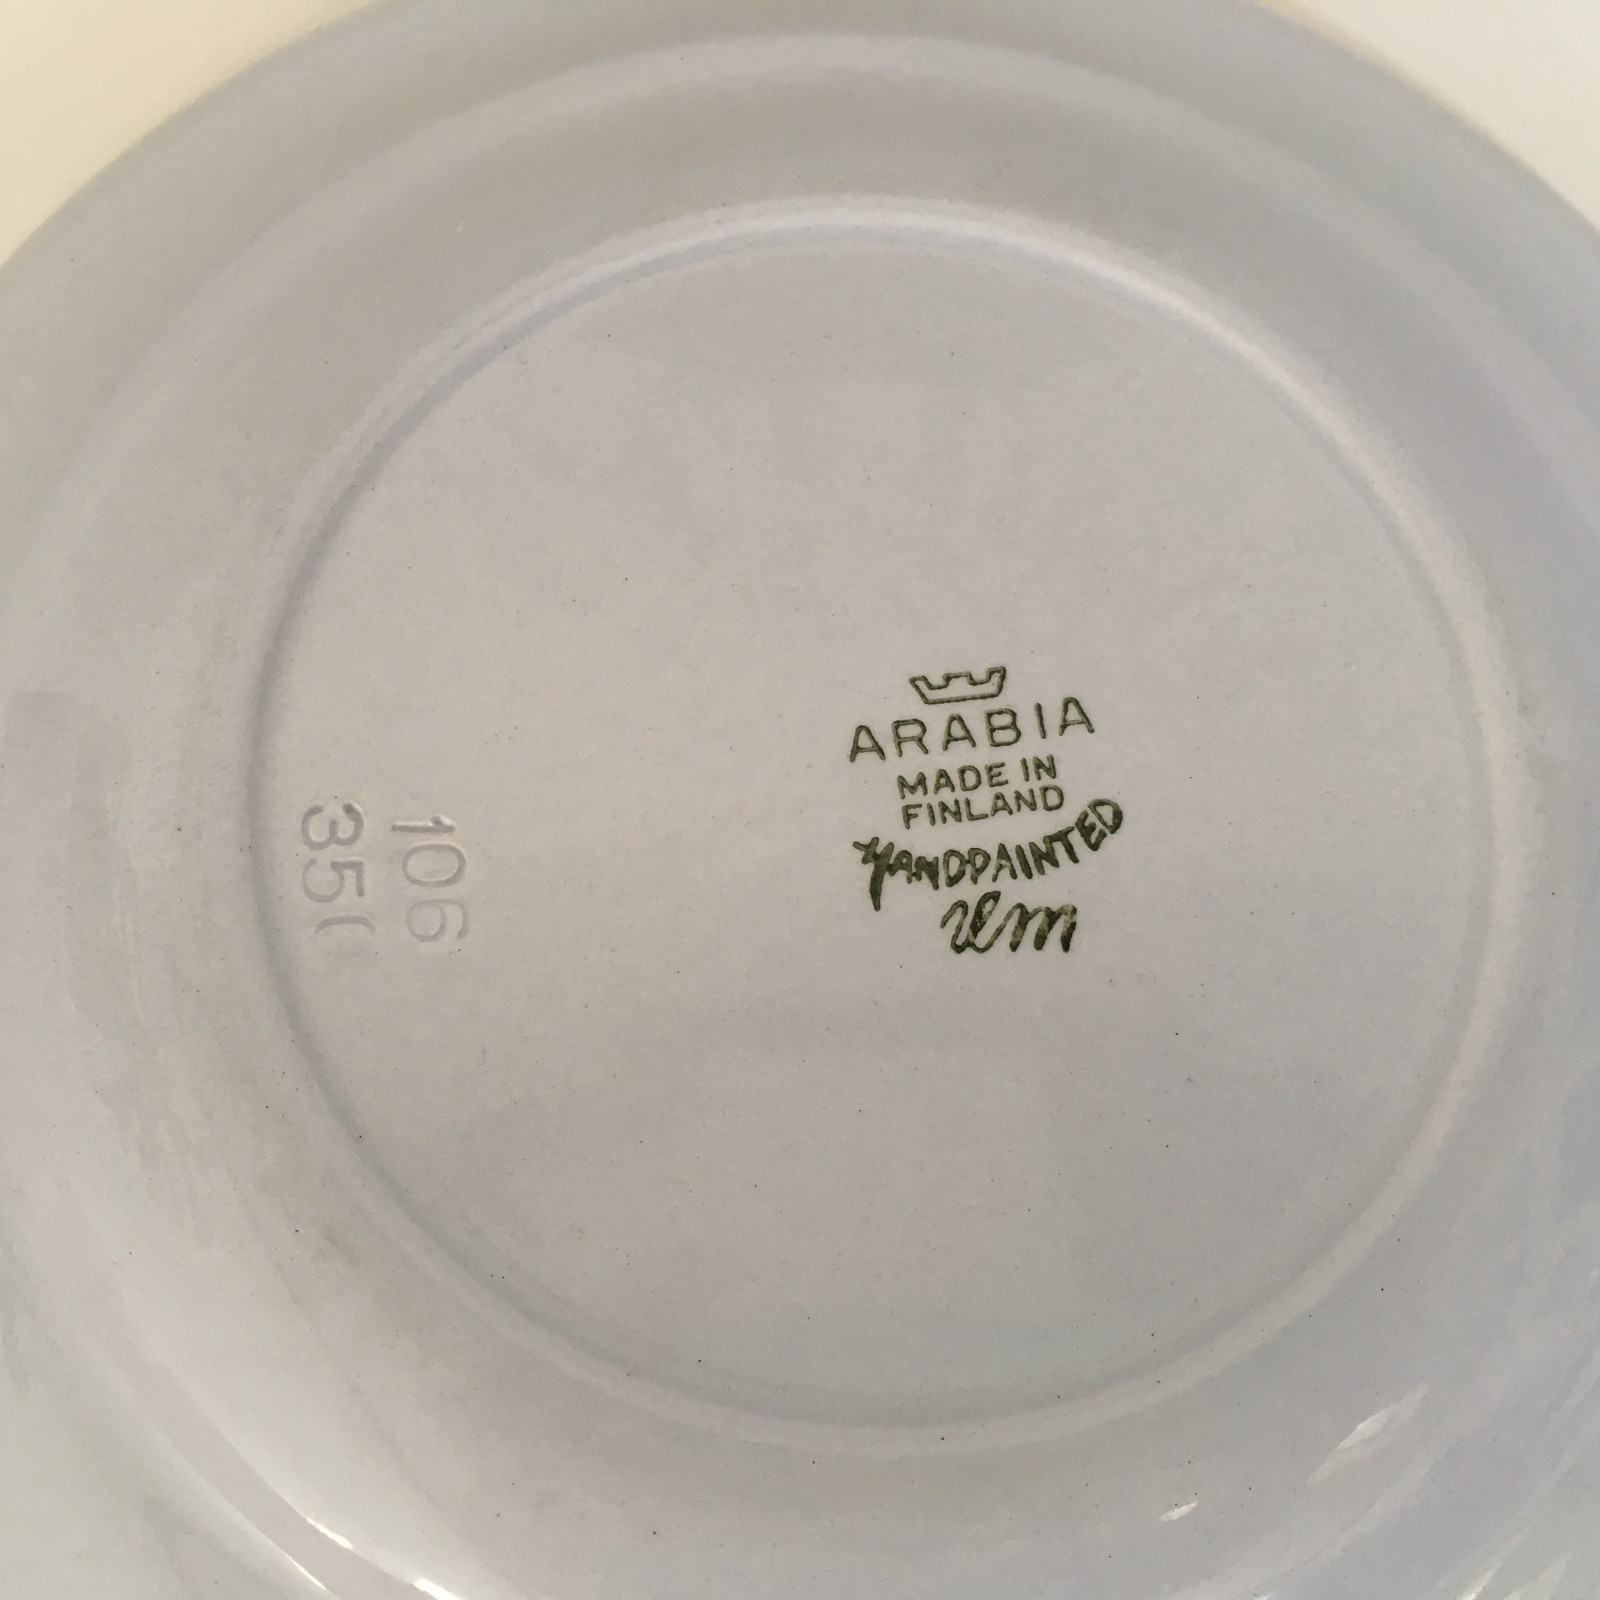 ARABIA
MADE IN
FINLAND
HANDPAINTED
106